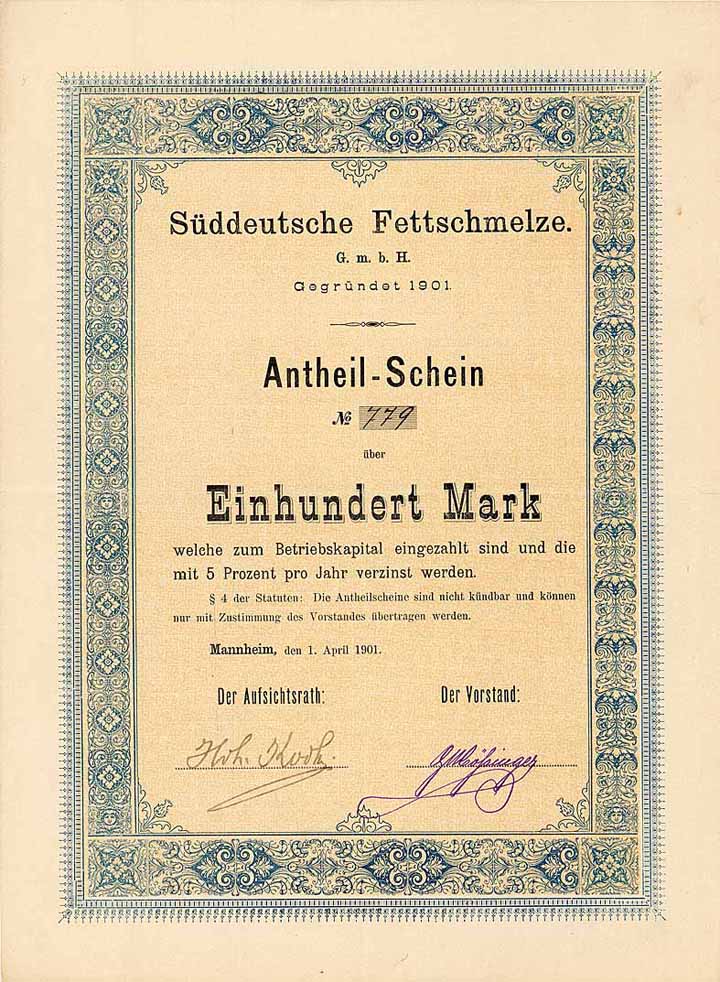 Süddeutsche Fettschmelze.
G. m. b. H.
Gegründet 1901.
Antheil-Schein
№ 779
über
Einhundert Mark
welche zum Betriebskapital eingezahlt sind und die
mit 5 Prozent pro Jahr verzinst werden.
§ 4 der Statuten: Die Antheilscheine sind nicht kündbar und können
nur mit Zustimmung des Vorstandes übertragen werden.
Mannheim, den 1. April 1901.
Der Aufsichtsrath: Der Vorstand: